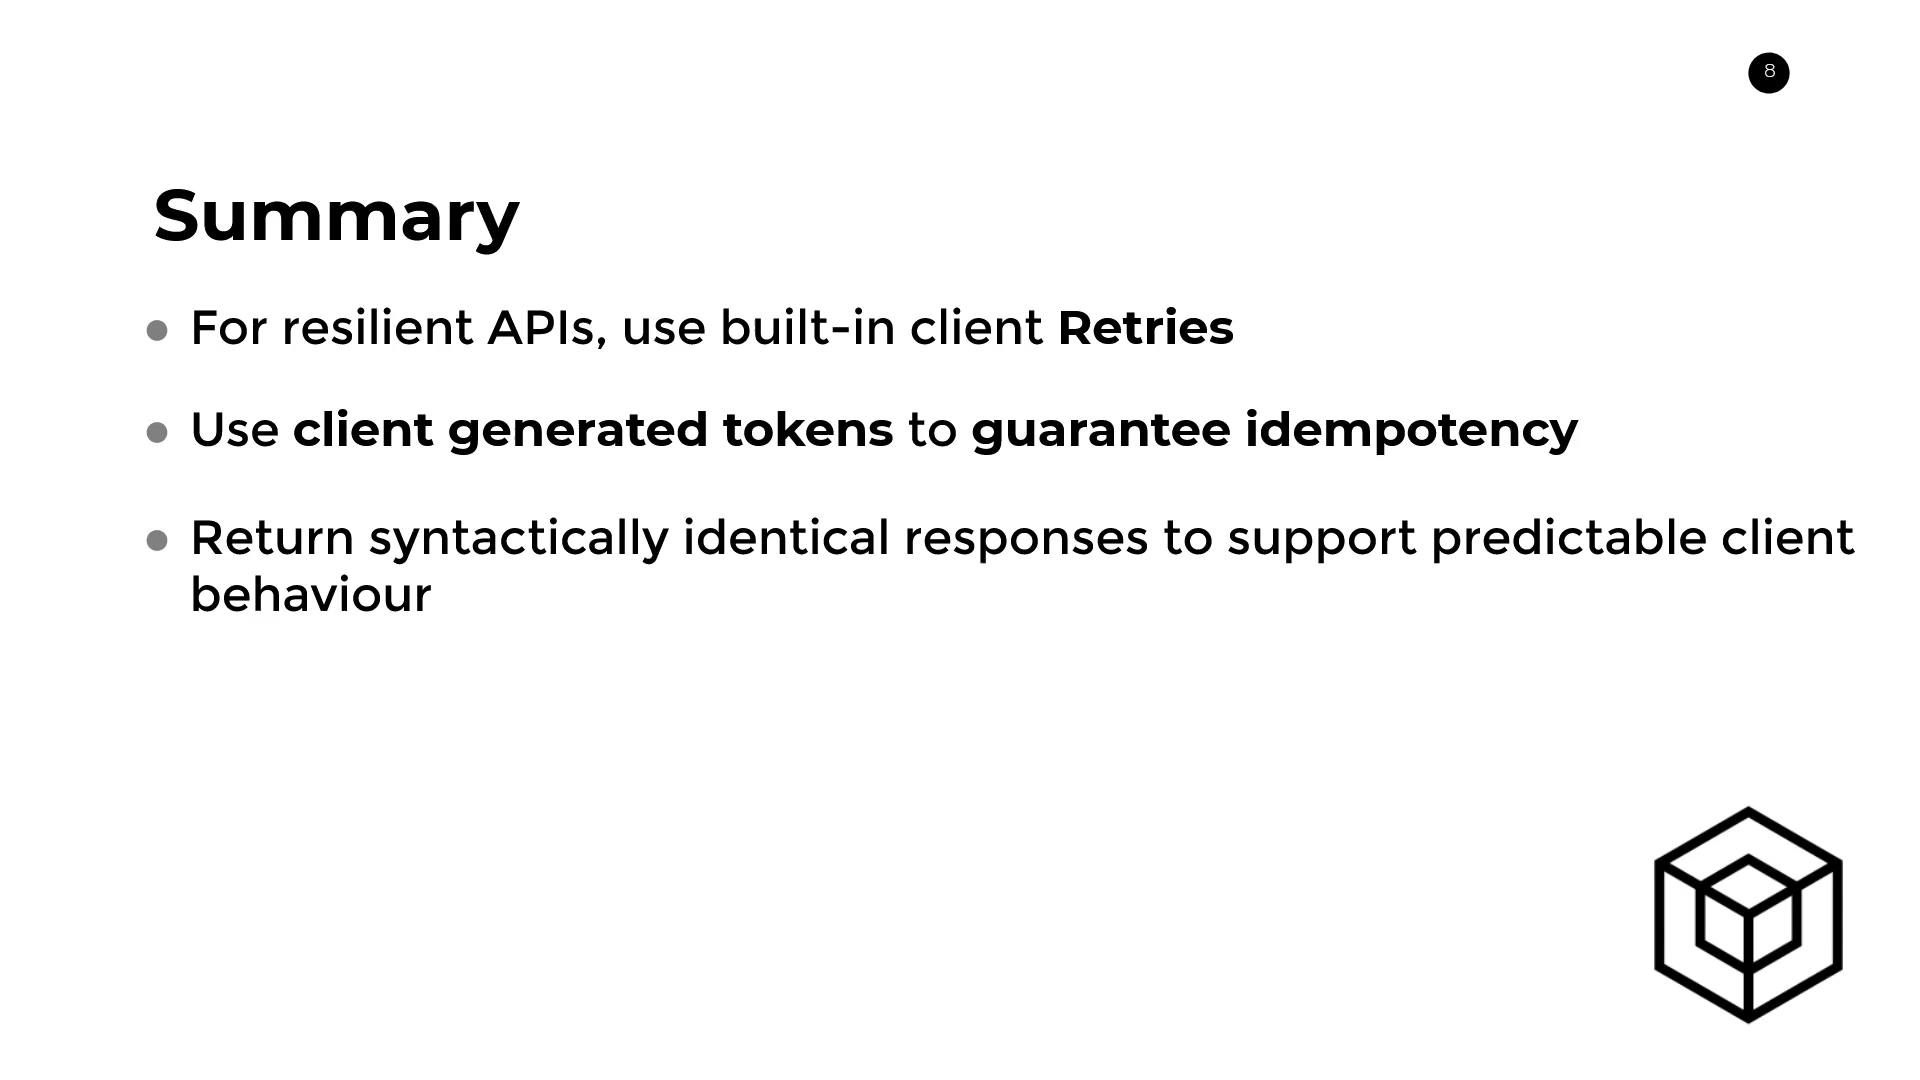 8
Summary
For resilient APIs, use built-in client Retries
Use client generated tokens to guarantee idempotency
Return syntactically identical responses to support predictable client
behaviour